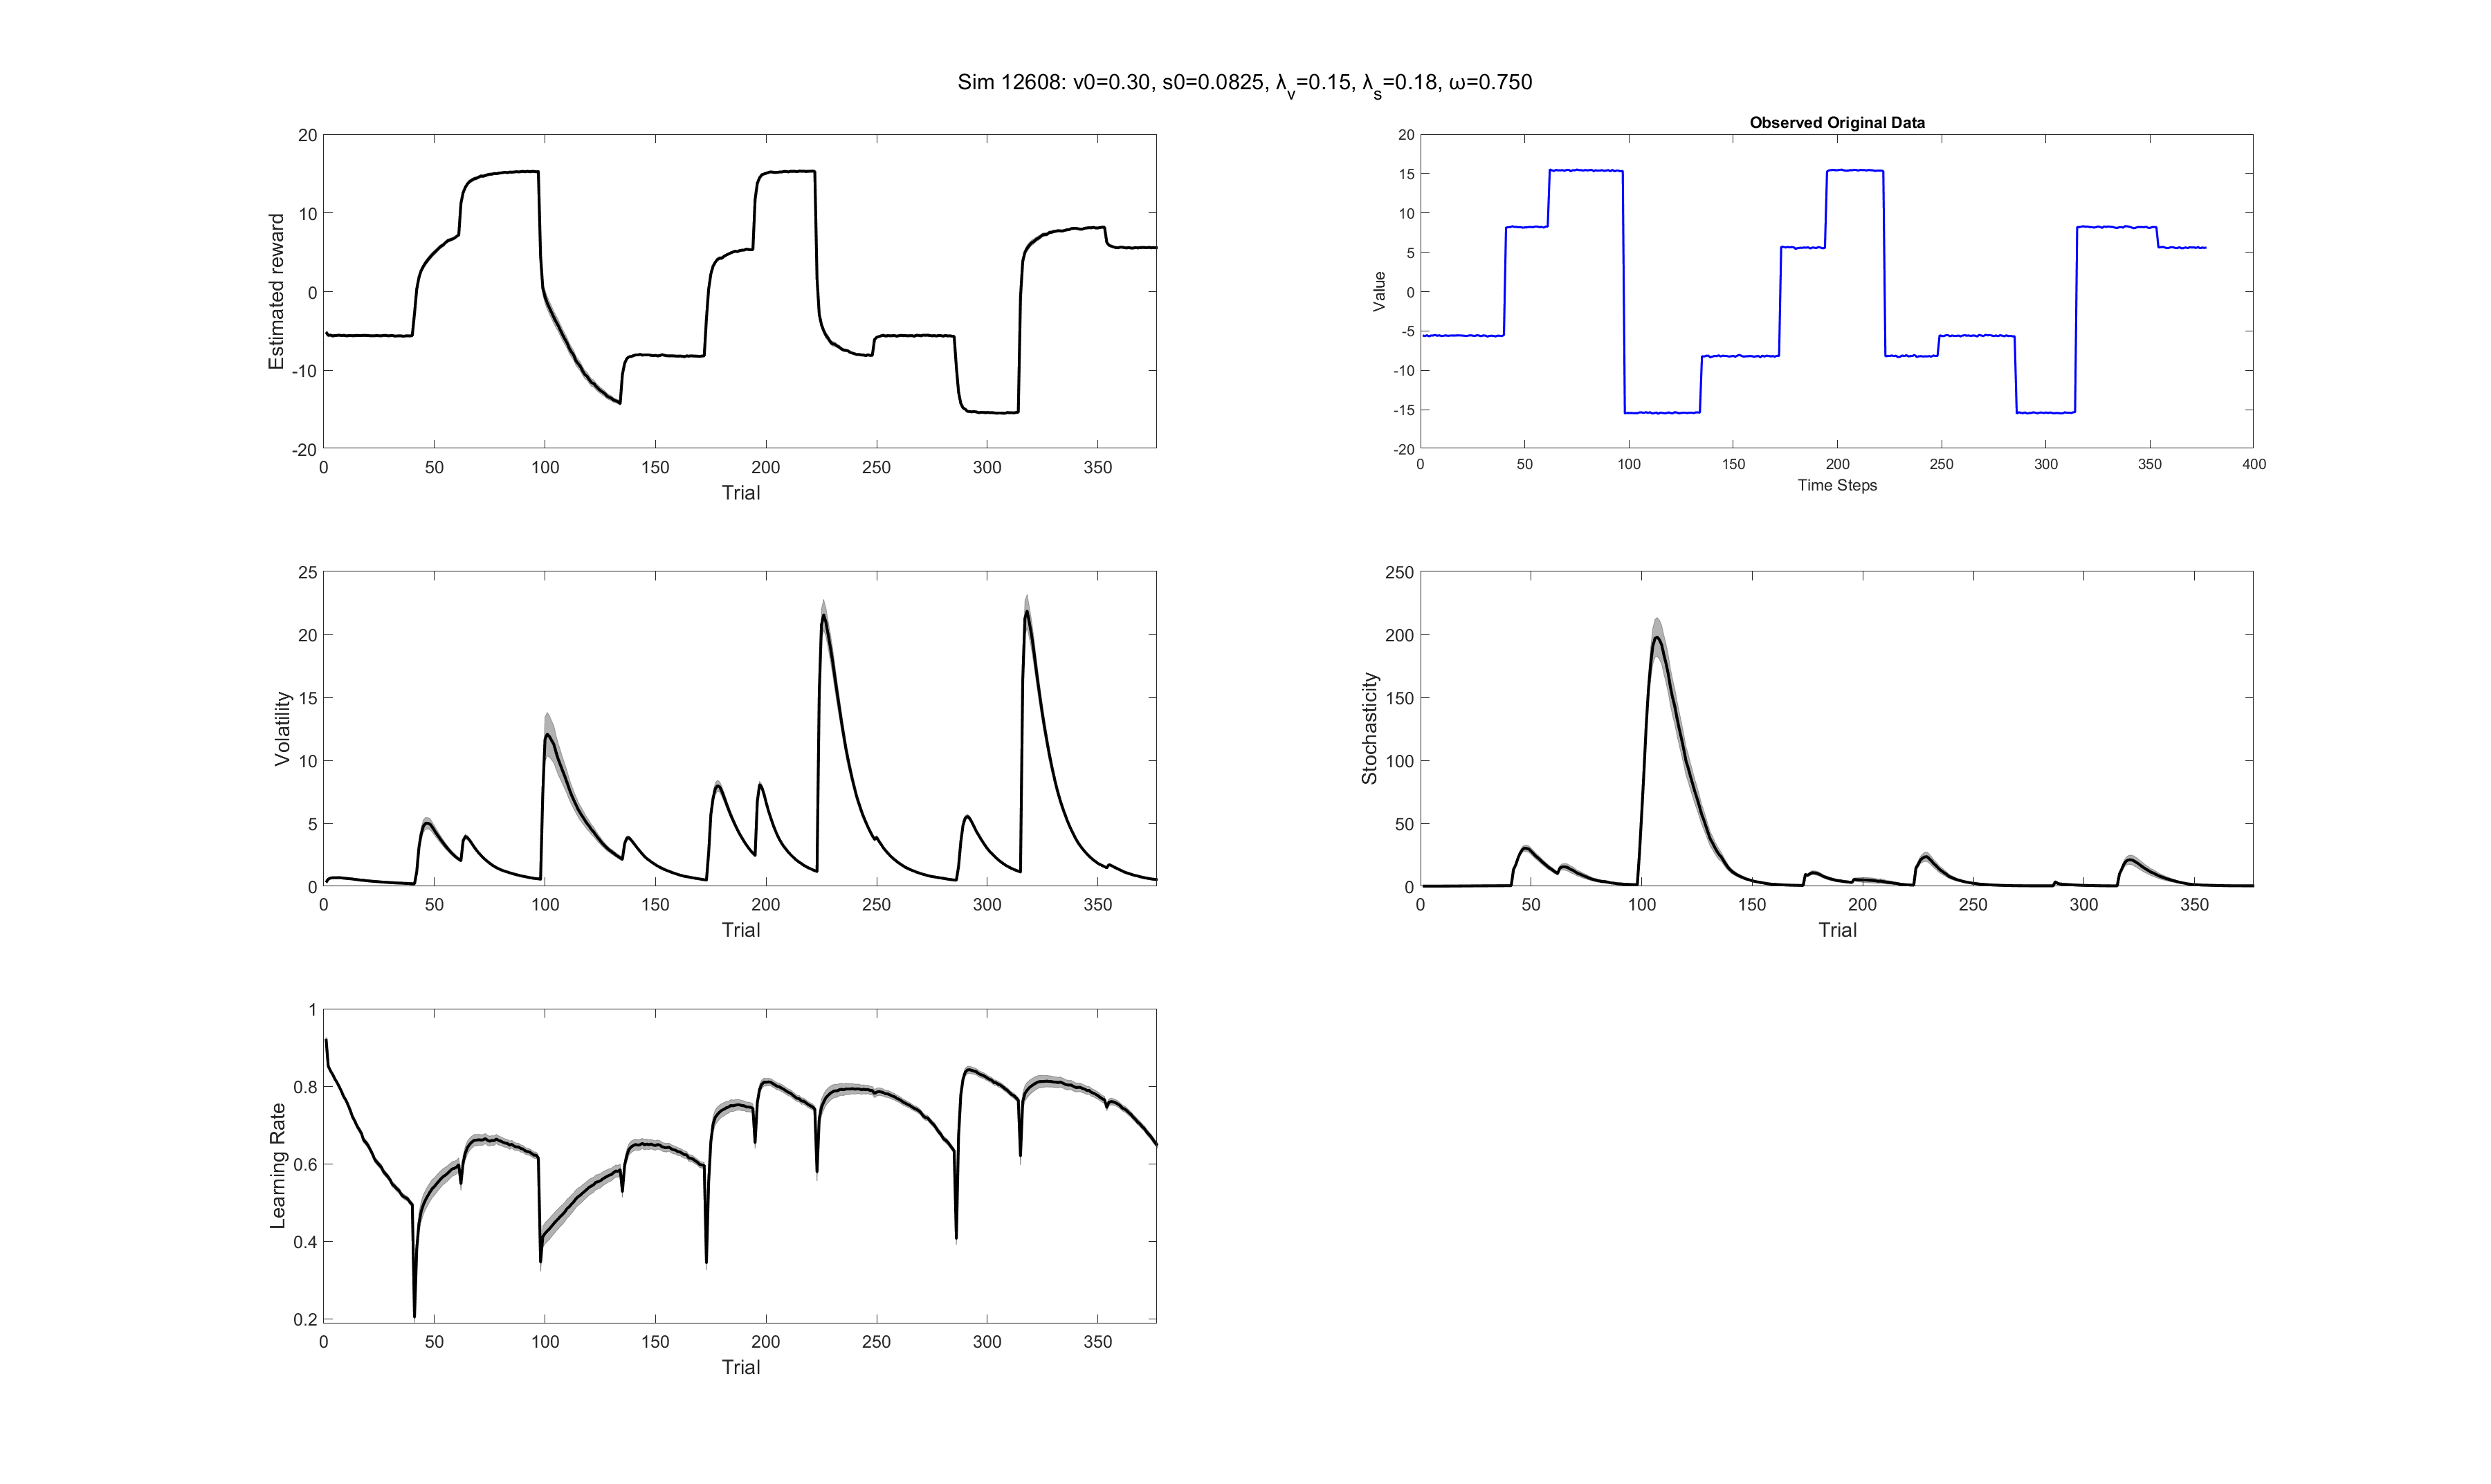 Sim 12608: v0=0.30, s0=0.0825, λv=0.15, λs=0.18, ω=0.750
Estimated reward
20
10
0
-10
-20
0 50 100 150 200 250 300 350
Trial
Observed Original Data
Value
20
15
10
5
0
-5
-10
-15
-20
0 50 100 150 200 250 300 350 400
Time Steps
Volatility
25
20
15
10
5
0
0 50 100 150 200 250 300 350
Trial
Stochasticity
250
200
150
100
50
0
0 50 100 150 200 250 300 350
Trial
Learning Rate
1
0.8
0.6
0.4
0.2
0 50 100 150 200 250 300 350
Trial